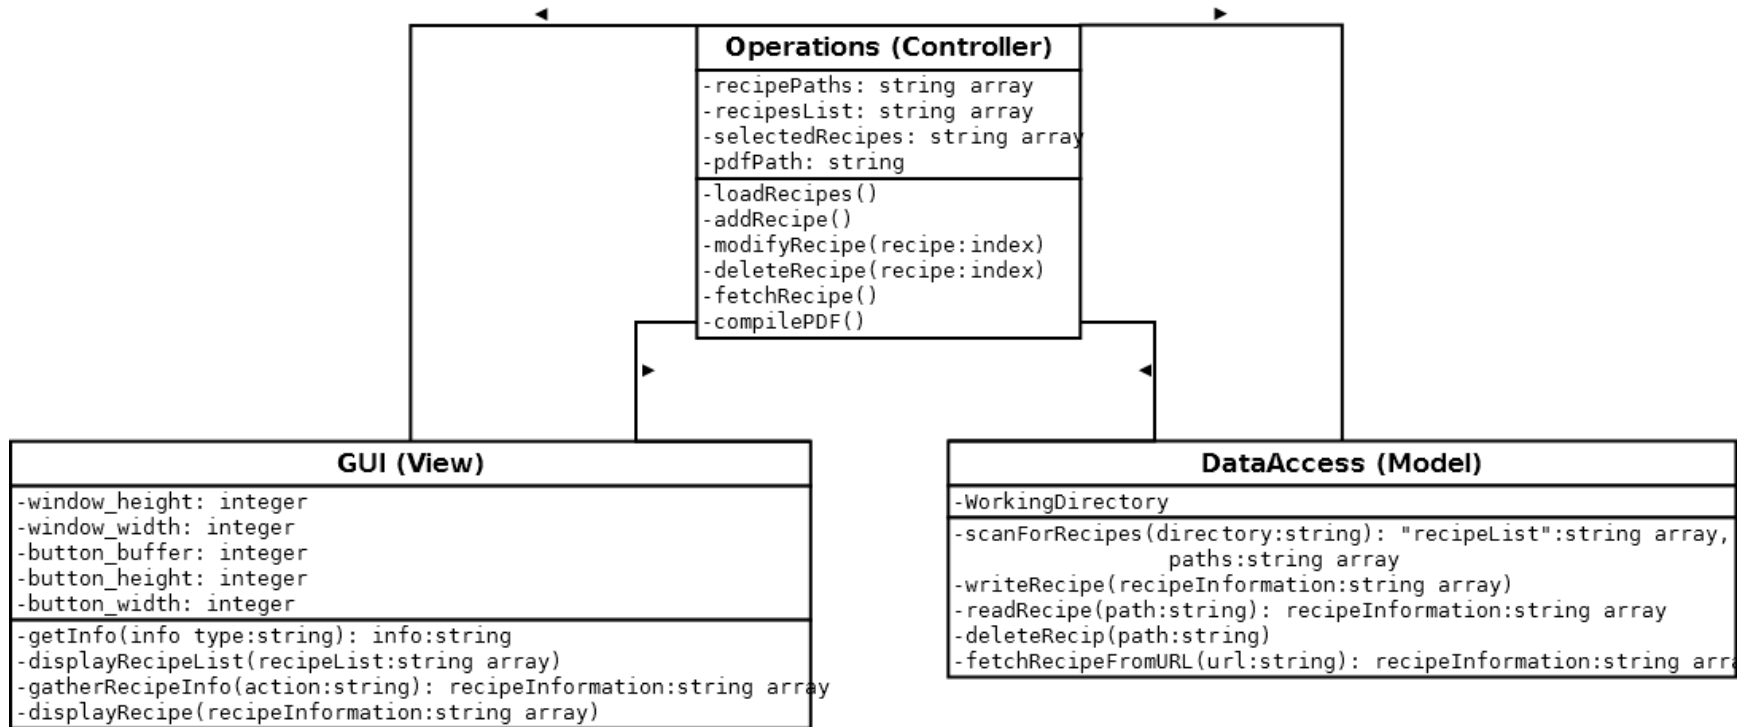 Operations (Controller)
-recipePaths: string array
-recipesList: string array
-selectedRecipes: string array
-pdfPath: string
-loadRecipes()
-addRecipe()
-modifyRecipe(recipe:index)
-deleteRecipe(recipe:index)
-fetchRecipe()
-compilePDF()
GUI (View)
-window_height: integer
-window_width: integer
-button_buffer: integer
-button_height: integer
-button_width: integer
-getInfo(info type:string): info:string
-displayRecipeList(recipeList:string array)
-gatherRecipeInfo(action:string): recipeInformation:string array
-displayRecipe(recipeInformation:string array)
DataAccess (Model)
-WorkingDirectory
-scanForRecipes(directory:string): "recipeList":string array,
paths:string array
-writeRecipe(recipeInformation:string array)
-readRecipe(path:string): recipeInformation:string array
-deleteRecip(path:string)
-fetchRecipeFromURL(url:string): recipeInformation:string